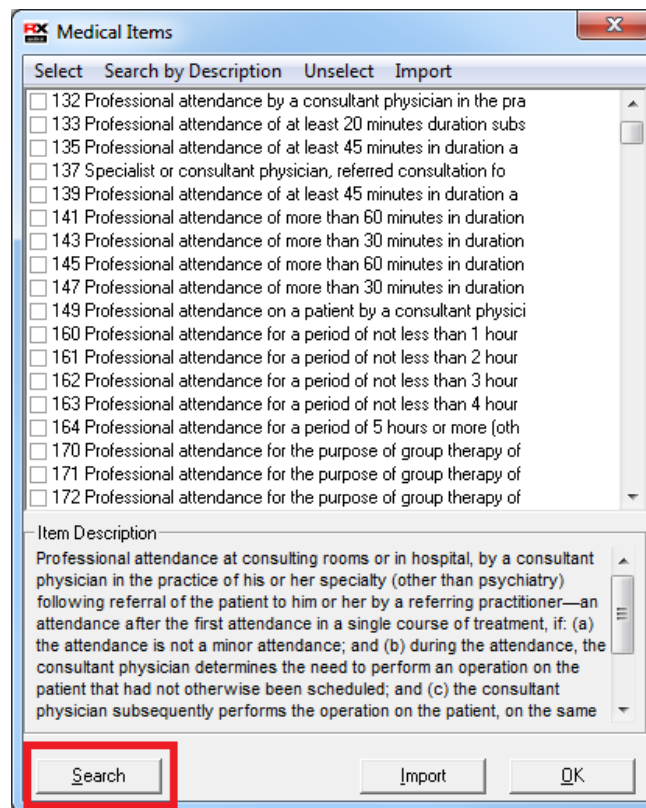 RX Medical Items
Select Search by Description Unselect Import
132 Professional attendance by a consultant physician in the pra
133 Professional attendance of at least 20 minutes duration subs
135 Professional attendance of at least 45 minutes in duration a
137 Specialist or consultant physician, referred consultation fo
139 Professional attendance of at least 45 minutes in duration a
141 Professional attendance of more than 60 minutes in duration
143 Professional attendance of more than 30 minutes in duration
145 Professional attendance of more than 60 minutes in duration
147 Professional attendance of more than 30 minutes in duration
149 Professional attendance on a patient by a consultant physici
160 Professional attendance for a period of not less than 1 hour
161 Professional attendance for a period of not less than 2 hour
162 Professional attendance for a period of not less than 3 hour
163 Professional attendance for a period of not less than 4 hour
164 Professional attendance for a period of 5 hours or more (oth
170 Professional attendance for the purpose of group therapy of
171 Professional attendance for the purpose of group therapy of
172 Professional attendance for the purpose of group therapy of
Item Description
Professional attendance at consulting rooms or in hospital, by a consultant
physician in the practice of his or her specialty (other than psychiatry)
following referral of the patient to him or her by a referring practitioner—an
attendance after the first attendance in a single course of treatment, if: (a)
the attendance is not a minor attendance; and (b) during the attendance, the
consultant physician determines the need to perform an operation on the
patient that had not otherwise been scheduled; and (c) the consultant
physician subsequently performs the operation on the patient, on the same
Search Import OK